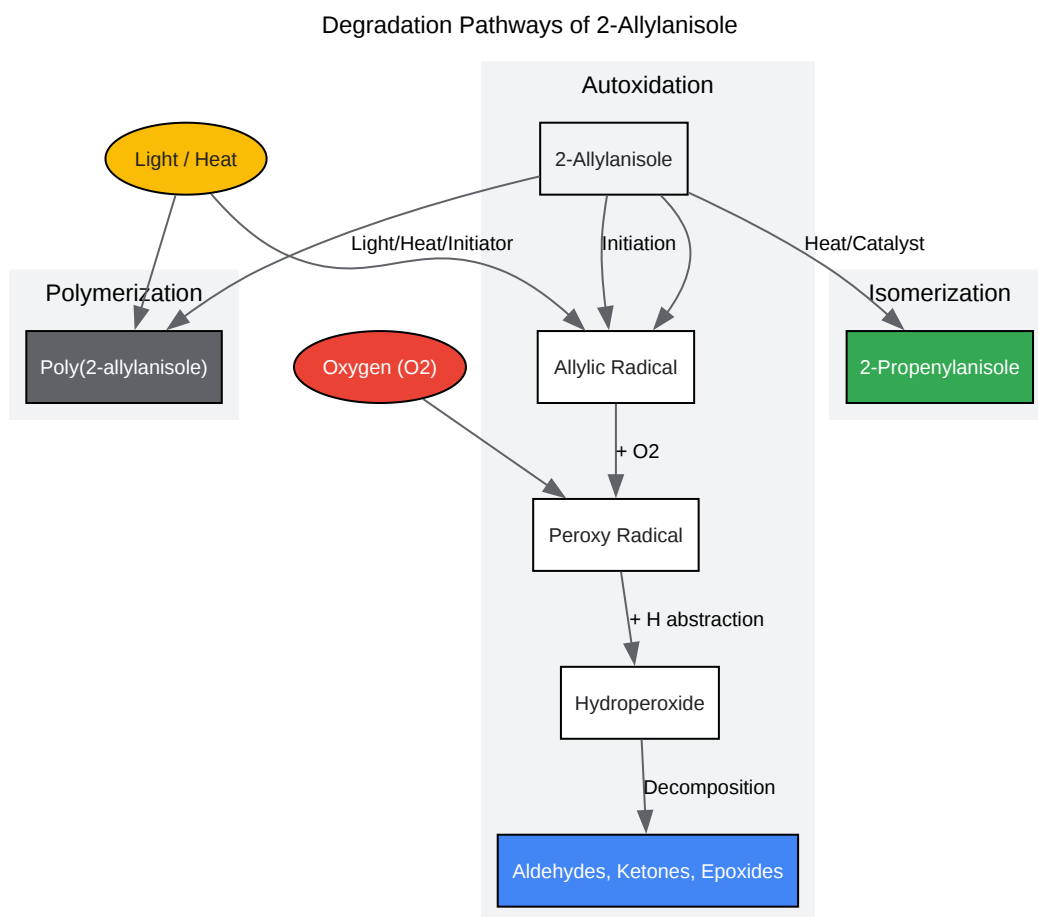 Degradation Pathways of 2-Allylanisole
Autoxidation
Light / Heat
2-Allylanisole
Light/Heat/Initiator
Initiation
Heat/Catalyst
Polymerization
Isomerization
Poly(2-allylanisole)
Oxygen (O2)
Allylic Radical
2-Propenylanisole
+ O2
Peroxy Radical
+ H abstraction
Hydroperoxide
Decomposition
Aldehydes, Ketones, Epoxides